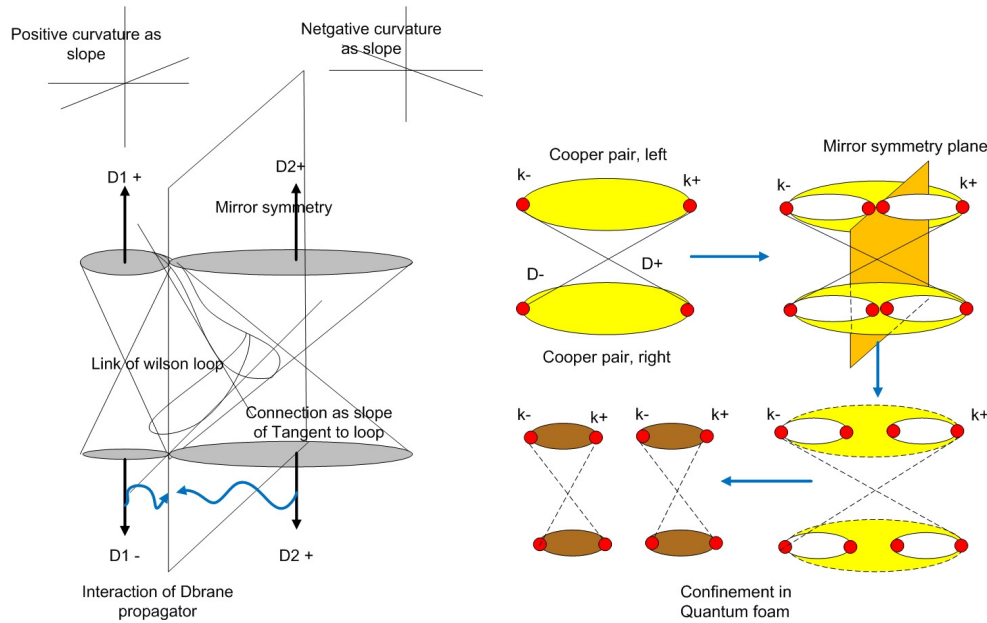 Positive curvature as
slope
Netgative curvature
as slope
D1 +
D2+
Mirror symmetry
Link of wilson loop
Connection as slope
of Tangent to loop
D1 -
D2 +
Interaction of Dbrane
propagator
Cooper pair, left
k-
k+
D-
D+
Cooper pair, right
Mirror symmetry plane
k-
k+
k-
k+
k-
k+
k-
k+
Confinement in
Quantum foam